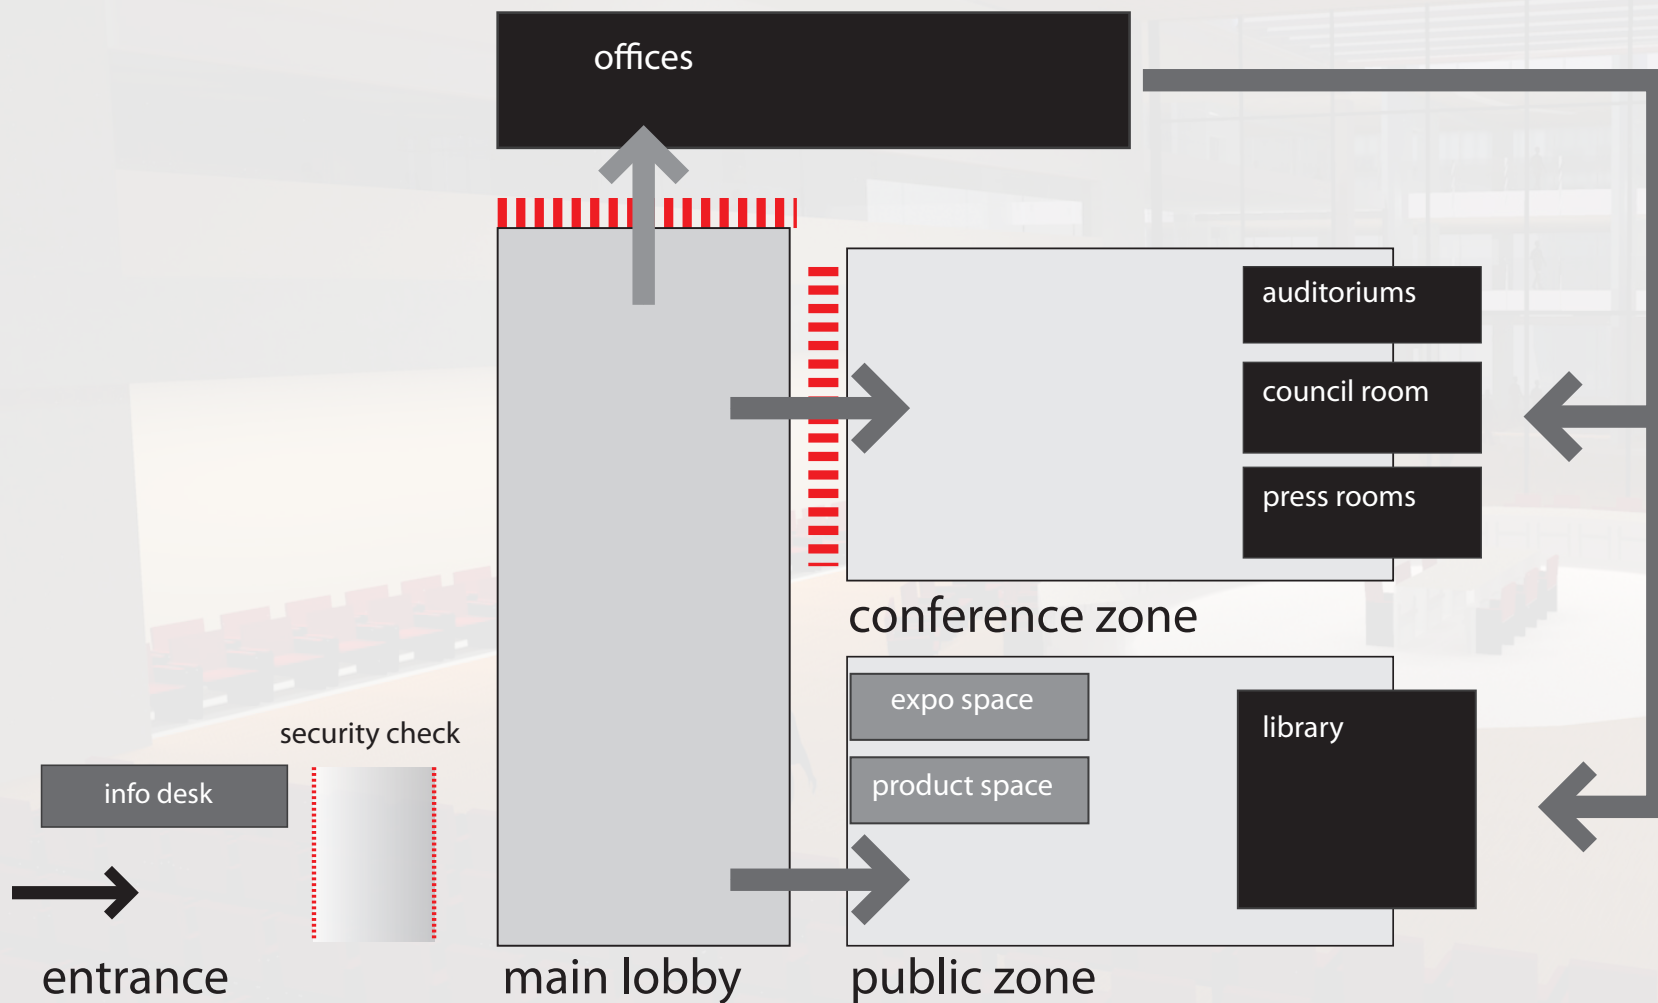 offices
auditoriums
council room
press rooms
conference zone
expo space
product space
library
security check
info desk
entrance
main lobby
public zone